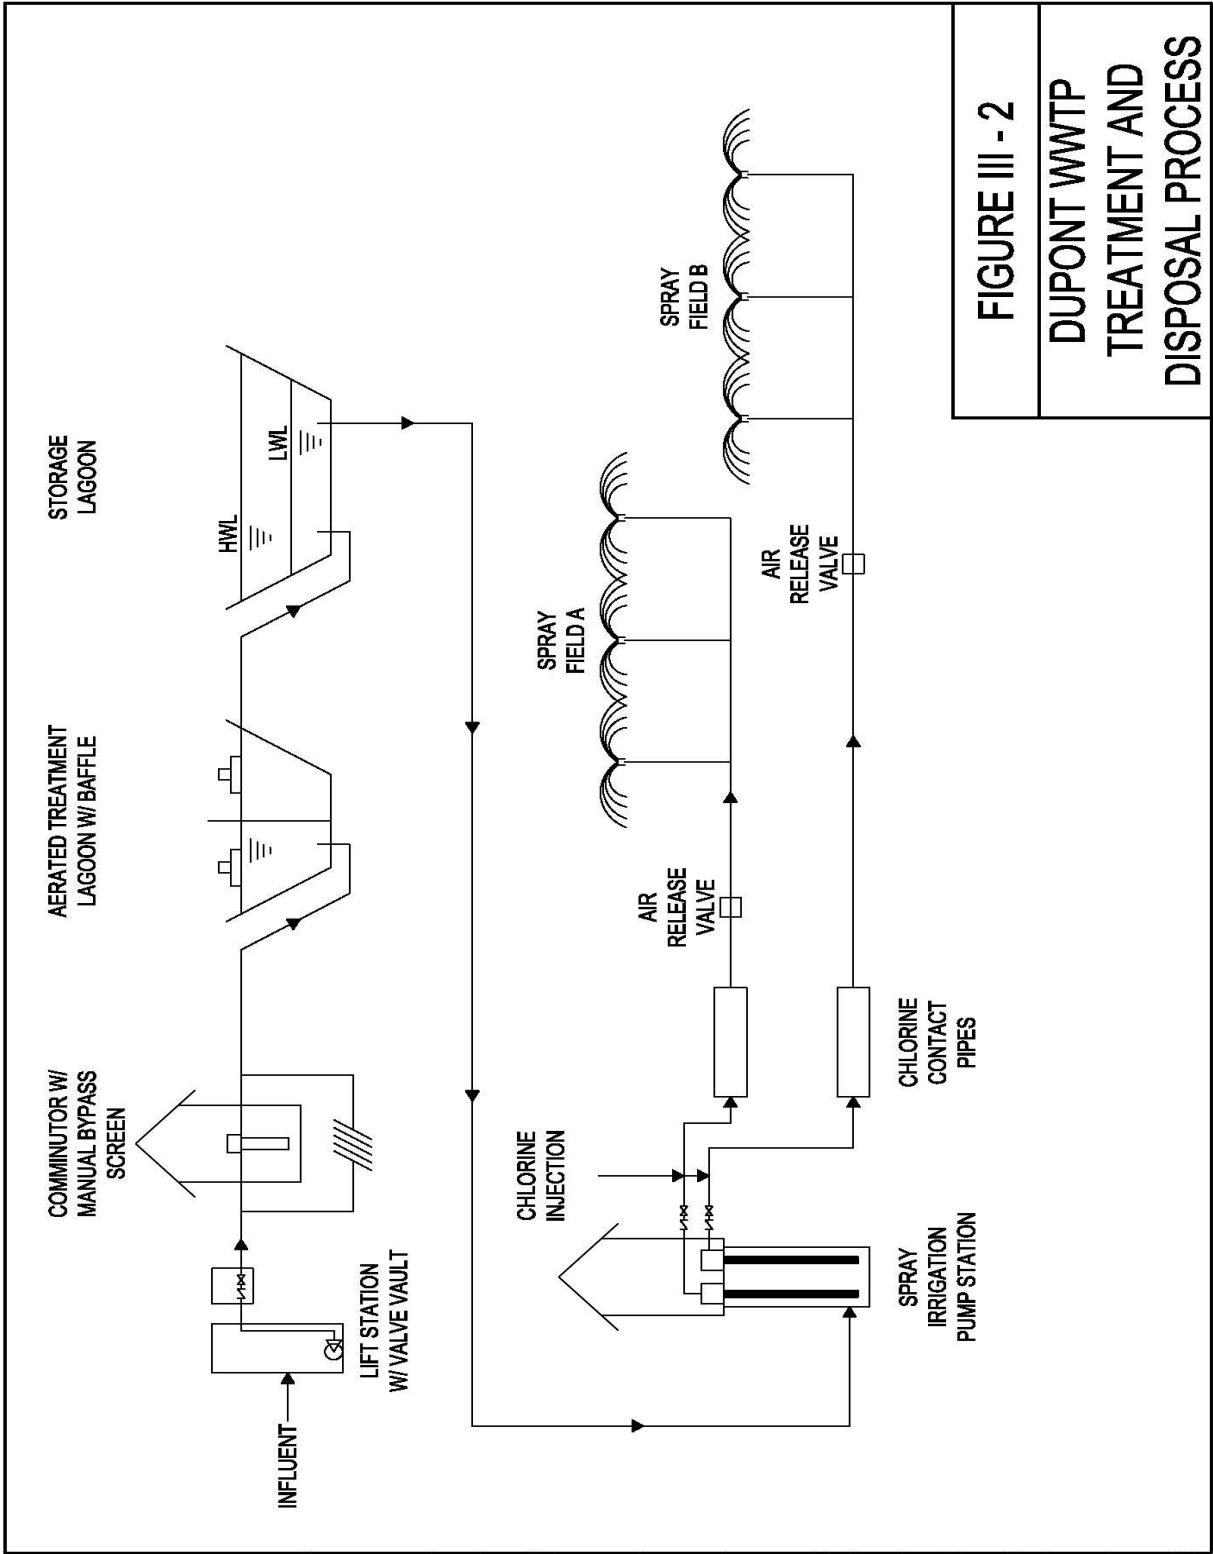 COMMINUTOR W/
MANUAL BYPASS
SCREEN
AERATED TREATMENT
LAGOON W/ BAFFLE
STORAGE
LAGOON
HWL
LWL
INFLUENT
LIFT STATION
W/ VALVE VAULT
CHLORINE
INJECTION
SPRAY
FIELD A
SPRAY
FIELD B
AIR
RELEASE
VALVE
AIR
RELEASE
VALVE
SPRAY
IRRIGATION
PUMP STATION
CHLORINE
CONTACT
PIPES
FIGURE III - 2
DUPONT WWTP
TREATMENT AND
DISPOSAL PROCESS